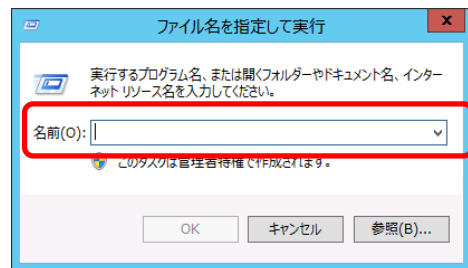 ファイル名を指定して実行
x
実行するプログラム名、または開くフォルダーやドキュメント名、インター
ネット リソース名を入力してください。
名前(O):
このタスクは管理者特権で作成されます。
OK
キャンセル
参照(B)...